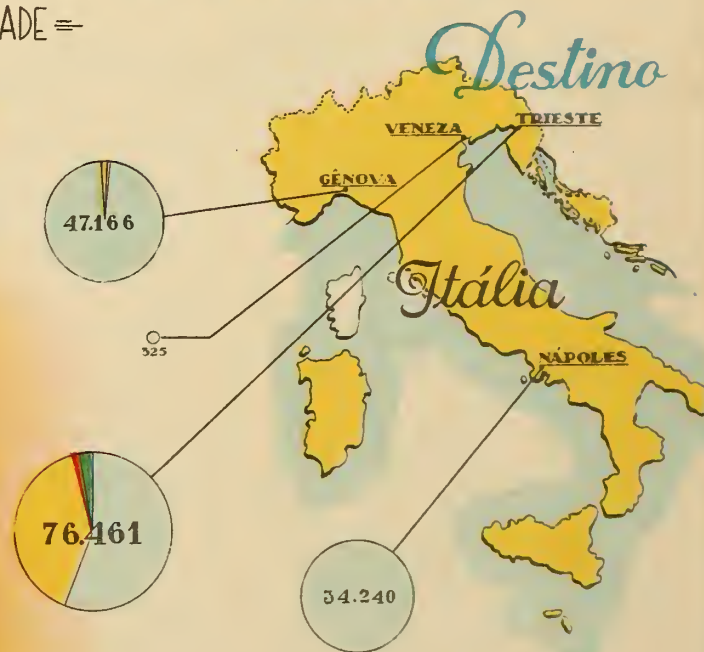 ADE =
Destino
TRIESTE
VENEZA
GÊNOVA
47.166
Itália
325
NÁPOLES
76.461
34.240